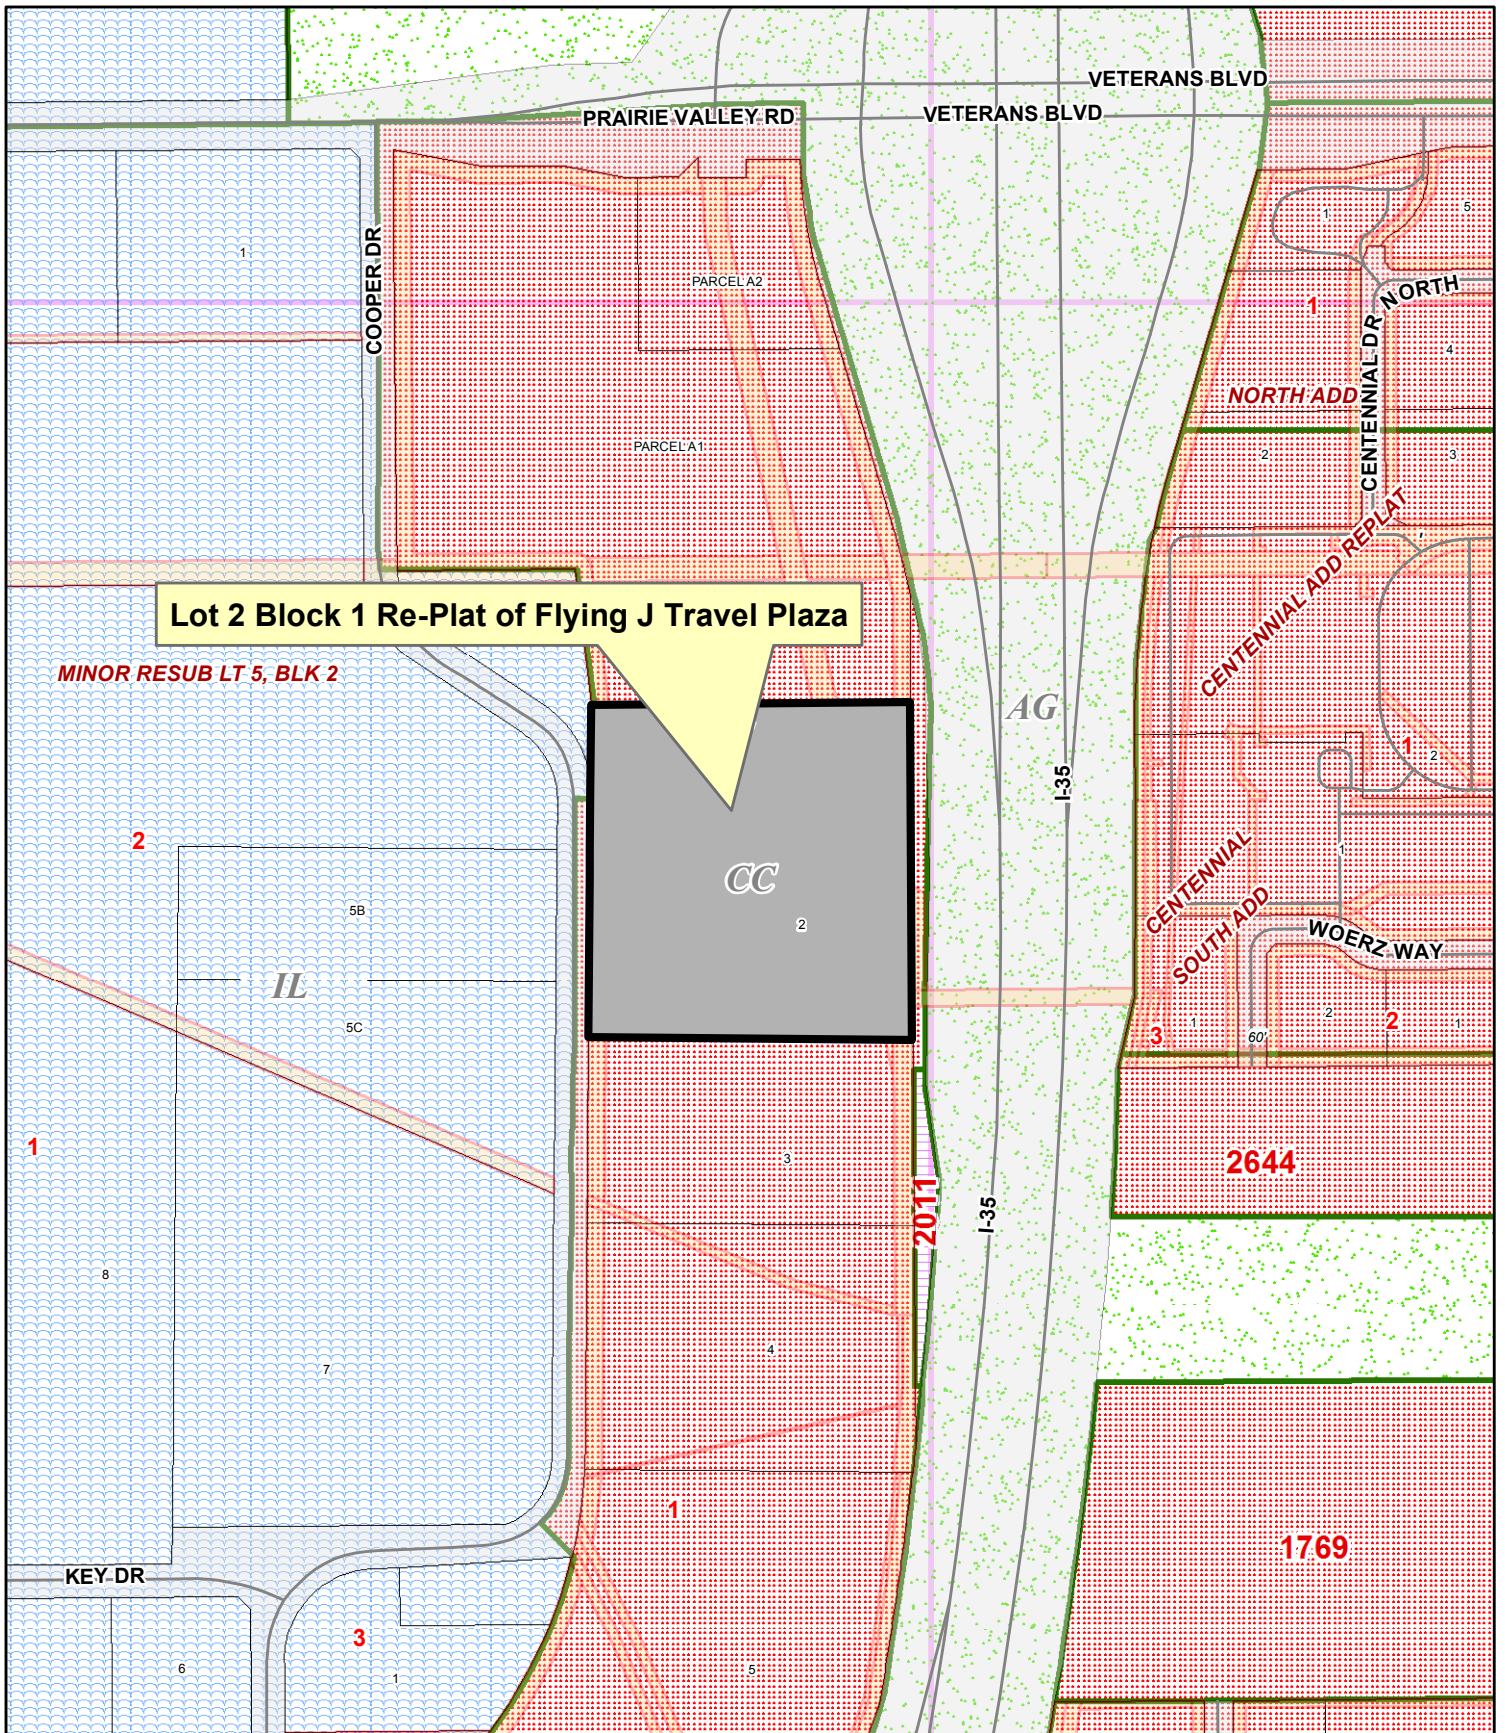 VETERANS BLVD
PRAIRIE VALLEY RD
VETERANS BLVD
1
5
1
COOPER DR
PARCEL A2
NORTH
1
CENTENNIAL DR
4
NORTH ADD
PARCEL A1
2
3
CENTENNIAL ADD REPLAT
Lot 2 Block 1 Re-Plat of Flying J Travel Plaza
MINOR RESUB LT 5, BLK 2
AG
I-35
1
2
2
1
CC
CENTENNIAL
SOUTH ADD
5B
2
WOERZ WAY
IL
5C
1
2
2
1
3
60'
1
3
2644
2011
I-35
8
4
7
1
1769
KEY DR
3
6
1
5